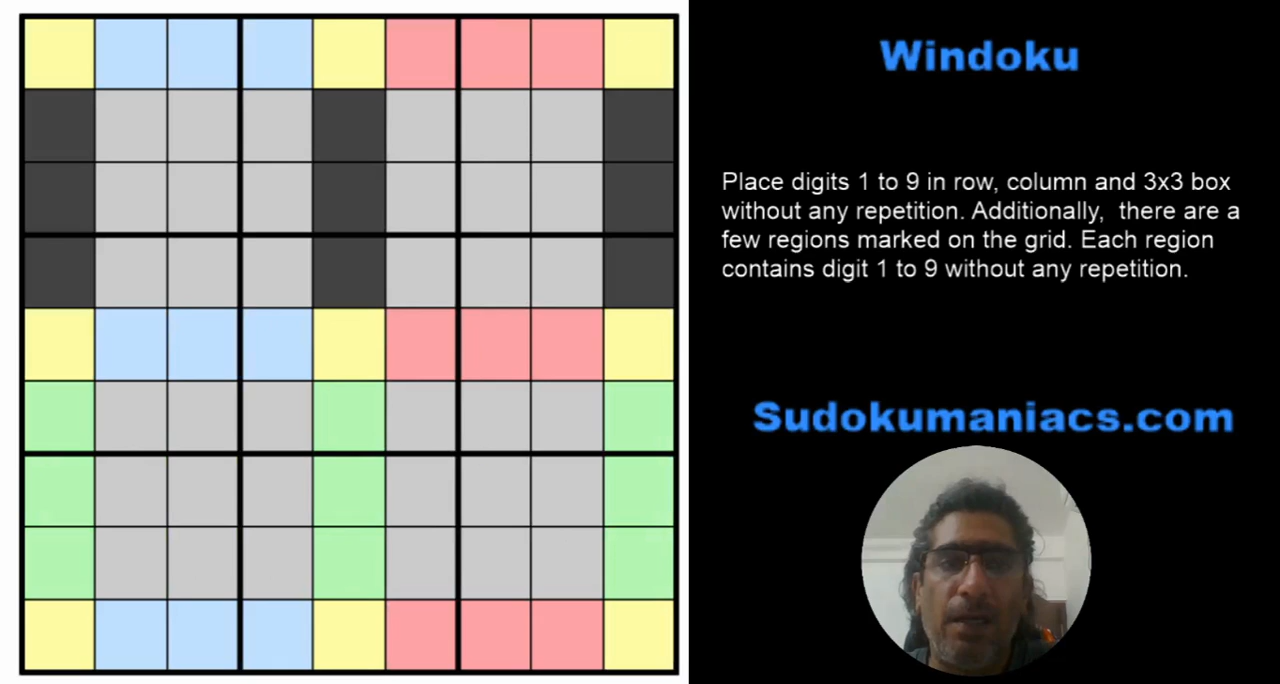 Windoku
Place digits 1 to 9 in row, column and 3x3 box
without any repetition. Additionally,  there are a
few regions marked on the grid. Each region
contains digit 1 to 9 without any repetition.
Sudokumaniacs.com